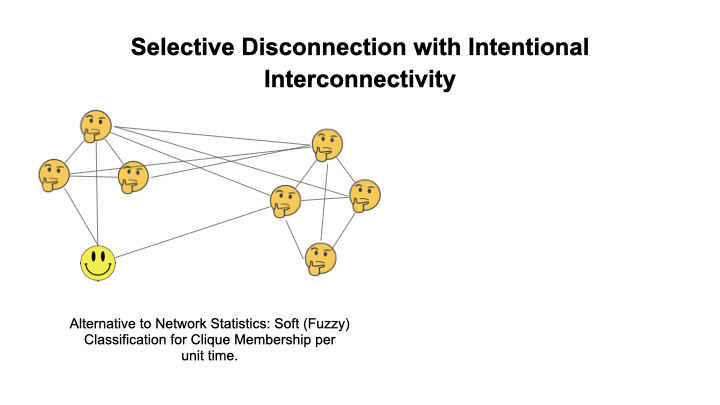 Selective Disconnection with Intentional
Interconnectivity
Alternative to Network Statistics: Soft (Fuzzy)
Classification for Clique Membership per
unit time.